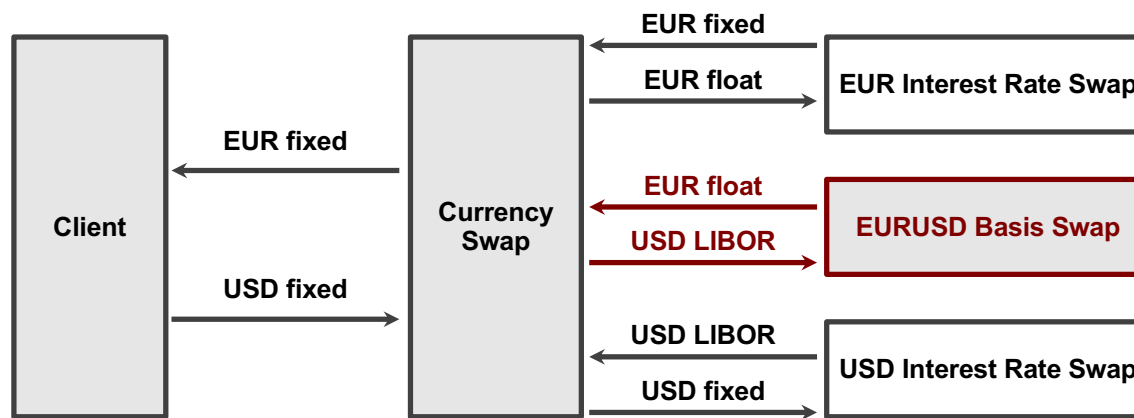 EUR fixed
EUR float
EUR Interest Rate Swap
EUR fixed
EUR float
Client
Currency
Swap
EURUSD Basis Swap
USD LIBOR
USD fixed
USD LIBOR
USD Interest Rate Swap
USD fixed